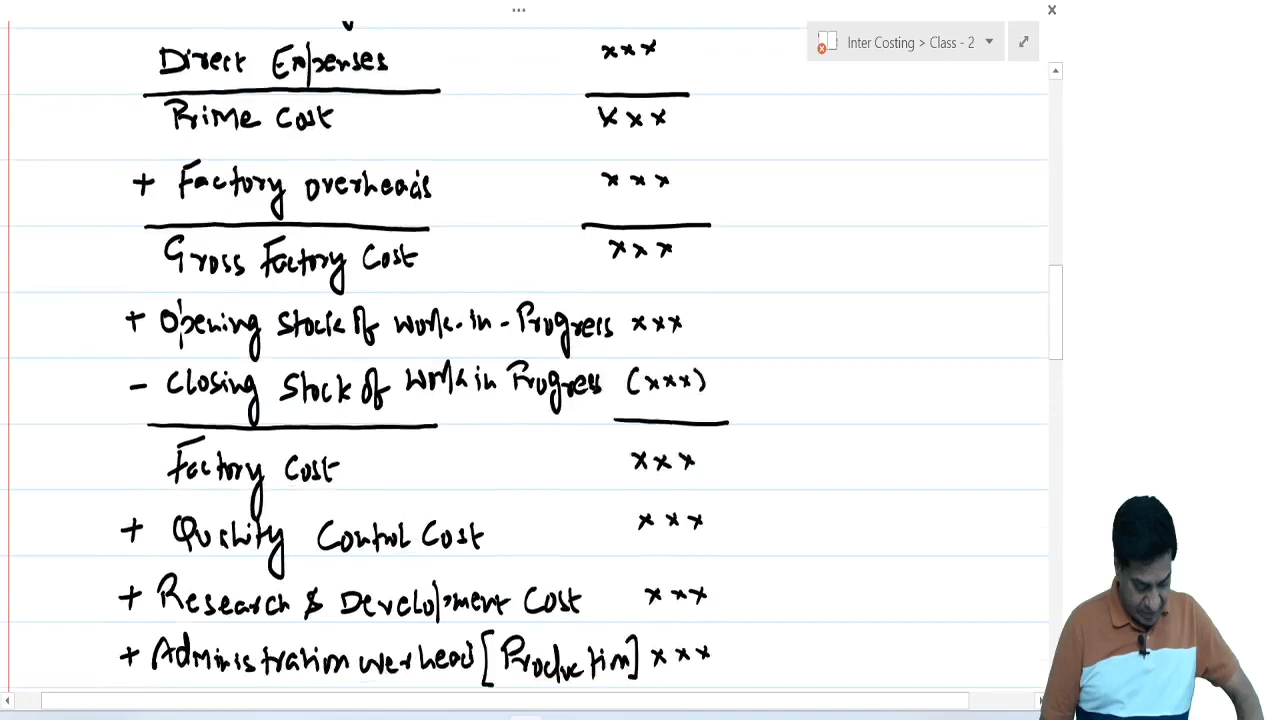 Inter Costing > Class - 2
Direct Expenses xxx
Prime Cost xxx
+ Factory overheads xxx
Gross Factory Cost xxx
+ Opening stock of work-in-Progress xxx
- Closing Stock of work in Progress (xxx)
Factory Cost xxx
+ Quality Control Cost xxx
+ Research & Development Cost xxx
+ Administration overhead [Production] xxx